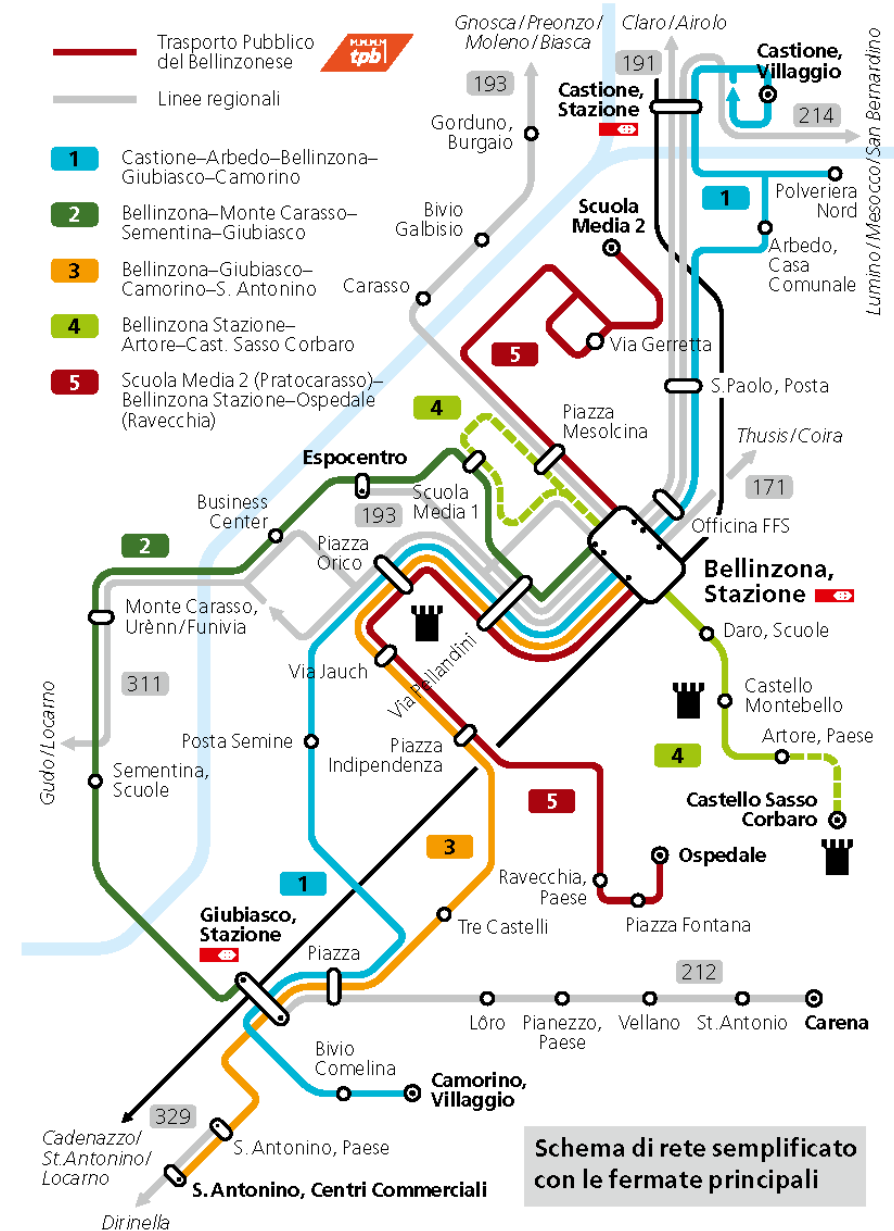 Trasporto Pubblico
del Bellinzonese
tpb
Linee regionali
1
Castione–Arbedo–Bellinzona–
Giubiasco–Camorino
2
Bellinzona–Monte Carasso–
Sementina–Giubiasco
3
Bellinzona–Giubiasco–
Camorino–S. Antonino
4
Bellinzona Stazione–
Artore–Cast. Sasso Corbaro
5
Scuola Media 2 (Pratocarasso)–
Bellinzona Stazione–Ospedale
(Ravecchia)
Gnosca/Preonzo/
Moleno/Biasca
Claro/Airolo
193
191
Castione,
Villaggio
Castione,
Stazione
214
Lumino/Mesocco/San Bernardino
Gorduno,
Burgaio
Polveriera
Nord
1
Scuola
Media 2
Bivio
Galbisio
Arbedo,
Casa
Comunale
Carasso
Via Gerretta
5
S.Paolo, Posta
4
Piazza
Mesolcina
Thusis/Coira
171
Espocentro
Scuola
Media 1
Business
Center
193
Officina FFS
Piazza
Orico
2
Bellinzona,
Stazione
Monte Carasso,
Urènn/Funivia
Daro, Scuole
Via Pellandini
Via Jauch
311
Castello
Montebello
Gudo/Locarno
Posta Semine
Piazza
Indipendenza
Artore, Paese
4
Sementina,
Scuole
5
Castello Sasso
Corbaro
3
Ospedale
1
Ravecchia,
Paese
Piazza Fontana
Giubiasco,
Stazione
Tre Castelli
Piazza
212
Lôro
Pianezzo,
Paese
Vellano
St.Antonio
Carena
Bivio
Comelina
Camorino,
Villaggio
329
Cadenazzo/
St.Antonino/
Locarno
S.Antonino, Paese
S.Antonino, Centri Commerciali
Dirinella
Schema di rete semplificato
con le fermate principali